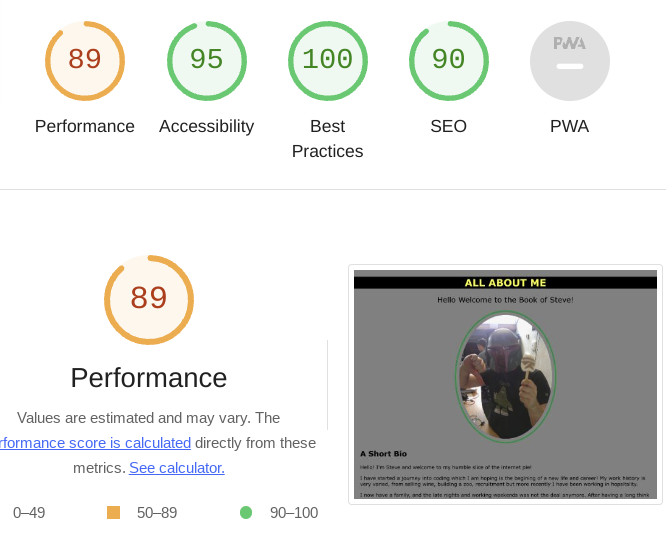 89
95
100
90
PWA
Performance
Accessibility
Best
Practices
SEO
PWA
89
Performance
Values are estimated and may vary. The
rformance score is calculated directly from these
metrics. See calculator.
0–49
50–89
90–100
ALL ABOUT ME
Hello Welcome to the Book of Steve!
A Short Bio
Hello! I'm Steve and welcome to my humble slice of the internet pie!
I have started a journey into coding which I am hoping is the begining of a new life and career! My work history is
very varied, from selling wine, building a zoo, recruitment but more recently I have been working in hospitality.
I now have a family, and the late nights and working weekends was not the deal anymore. After having a long think